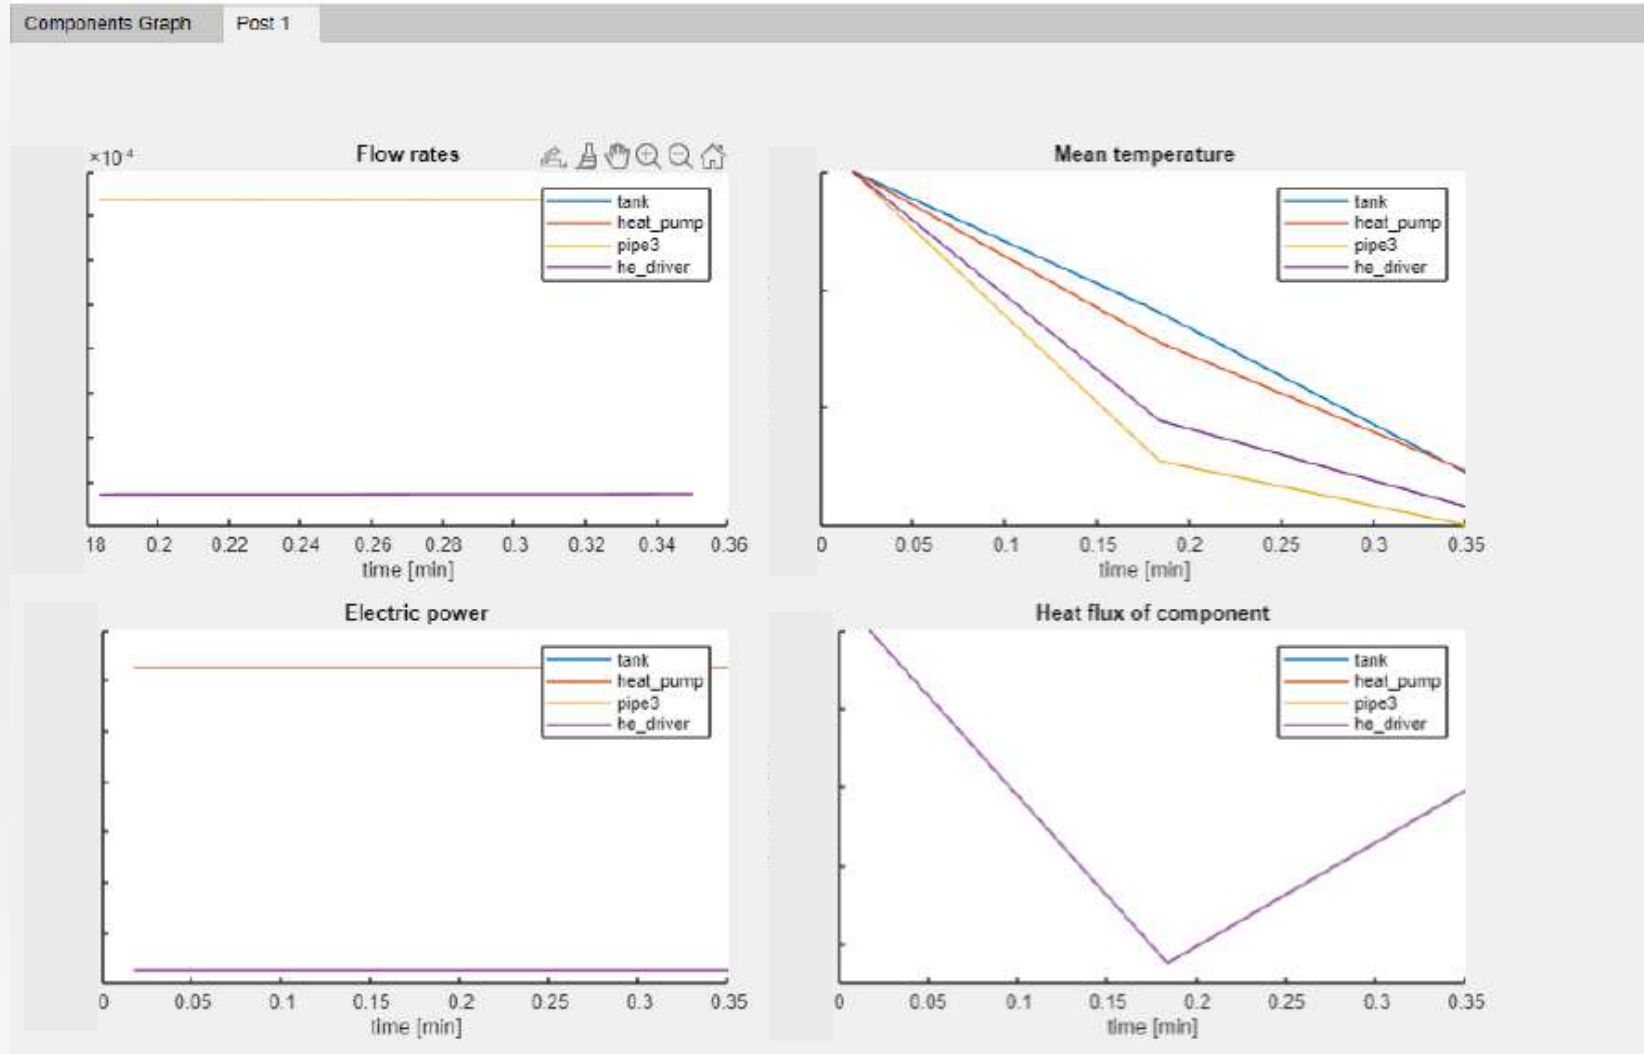 Components Graph
Post 1
×10⁻⁴
Flow rates
tank
heat_pump
pipe3
he_driver
18 0.2 0.22 0.24 0.26 0.28 0.3 0.32 0.34 0.36
time [min]
Mean temperature
tank
heat_pump
pipe3
he_driver
0 0.05 0.1 0.15 0.2 0.25 0.3 0.35
time [min]
Electric power
tank
heat_pump
pipe3
he_driver
0 0.05 0.1 0.15 0.2 0.25 0.3 0.35
time [min]
Heat flux of component
tank
heat_pump
pipe3
he_driver
0 0.05 0.1 0.15 0.2 0.25 0.3 0.35
time [min]